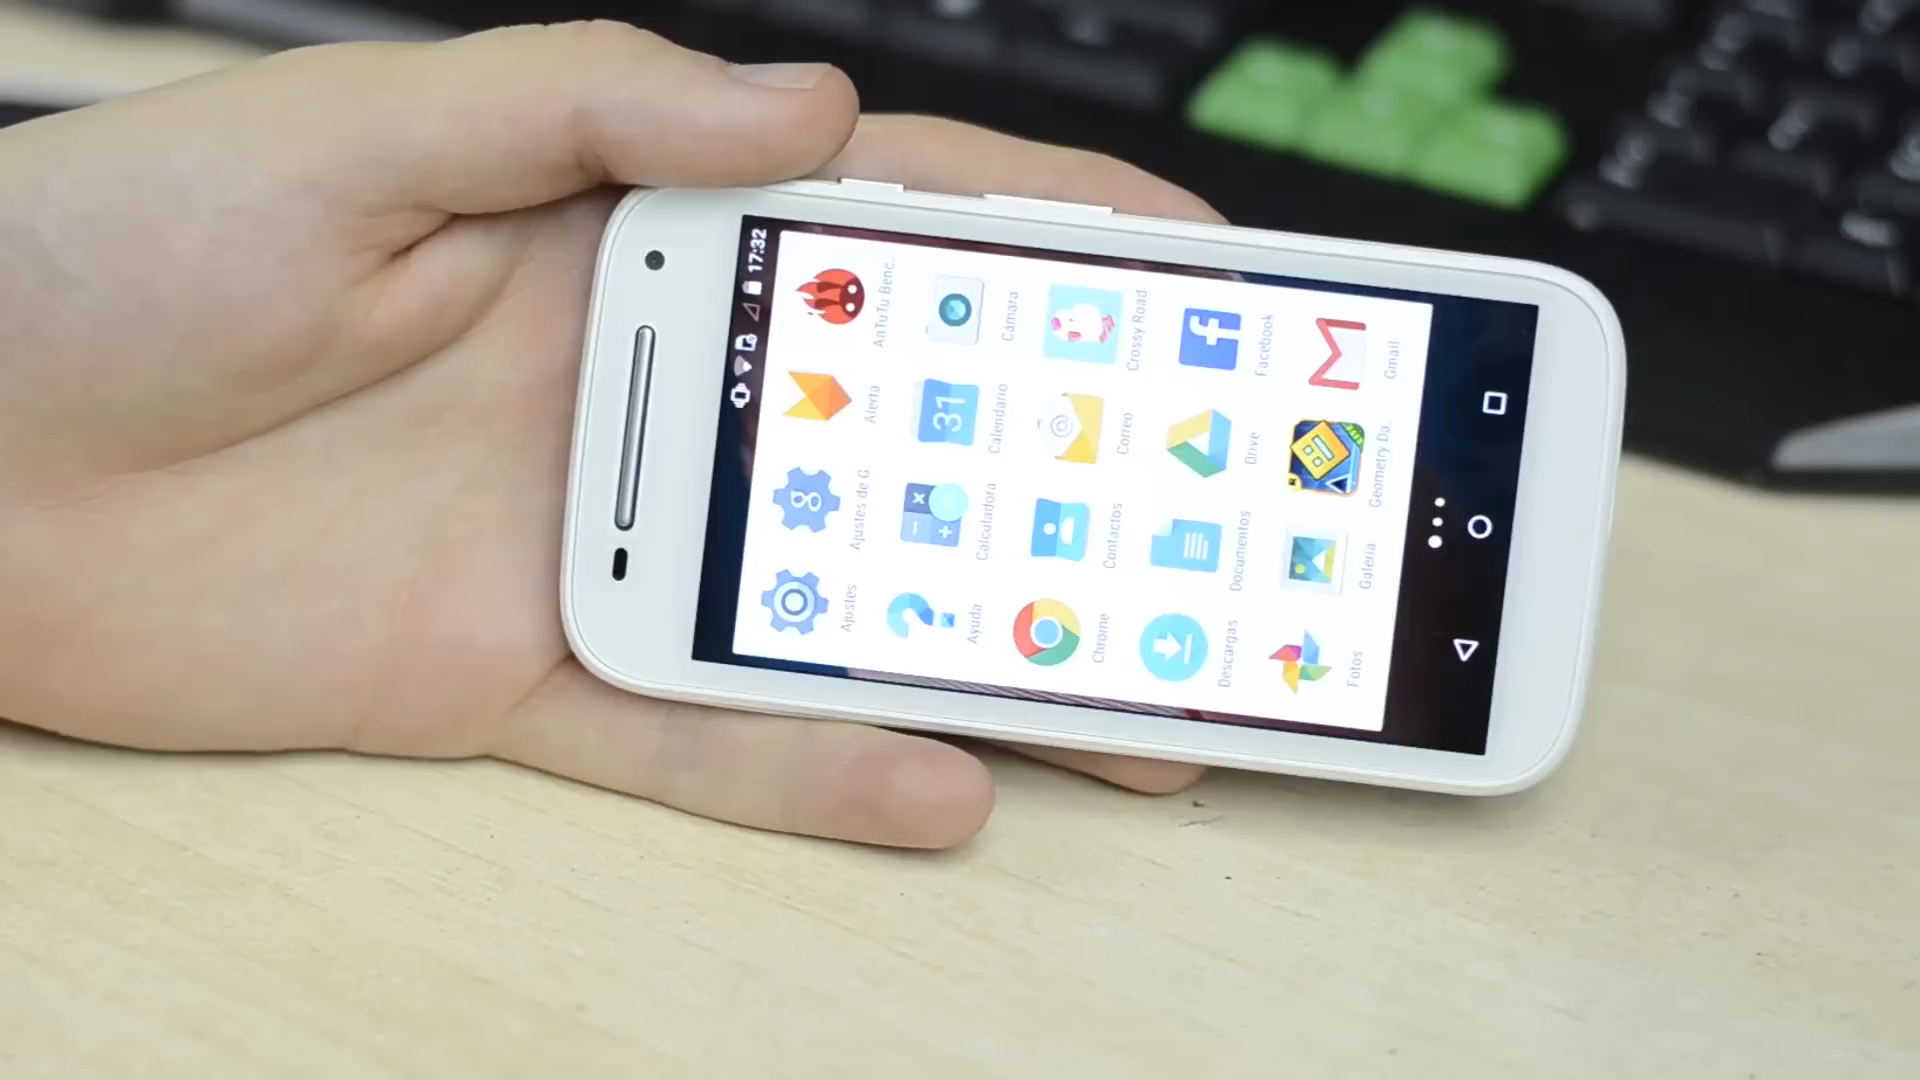 17:32
Ajustes
Ajustes de G..
Alerta
AnTuTu Benc..
Ayuda
Calculadora
31
Calendario
Cámara
Chrome
Contactos
Correo
Crossy Road
Descargas
Documentos
Drive
Facebook
Fotos
Galería
Geometry Da..
Gmail